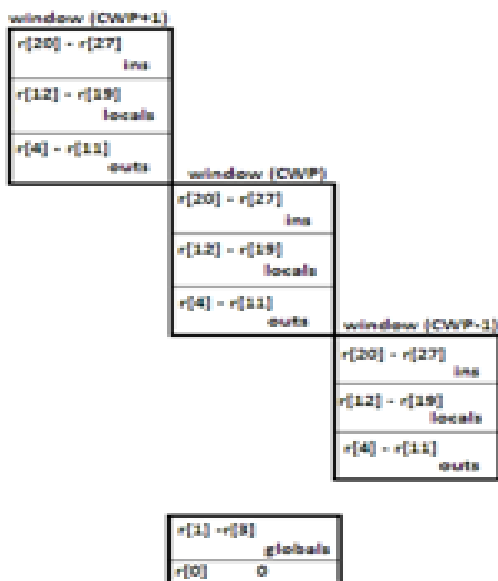 window (CWP+1)
r[20] - r[27]
ins
r[12] - r[19]
locals
r[4] - r[11]
outs
window (CWP)
r[20] - r[27]
ins
r[12] - r[19]
locals
r[4] - r[11]
outs
window (CWP-1)
r[20] - r[27]
ins
r[12] - r[19]
locals
r[4] - r[11]
outs
r[1] -r[3]
globals
r[0] 0